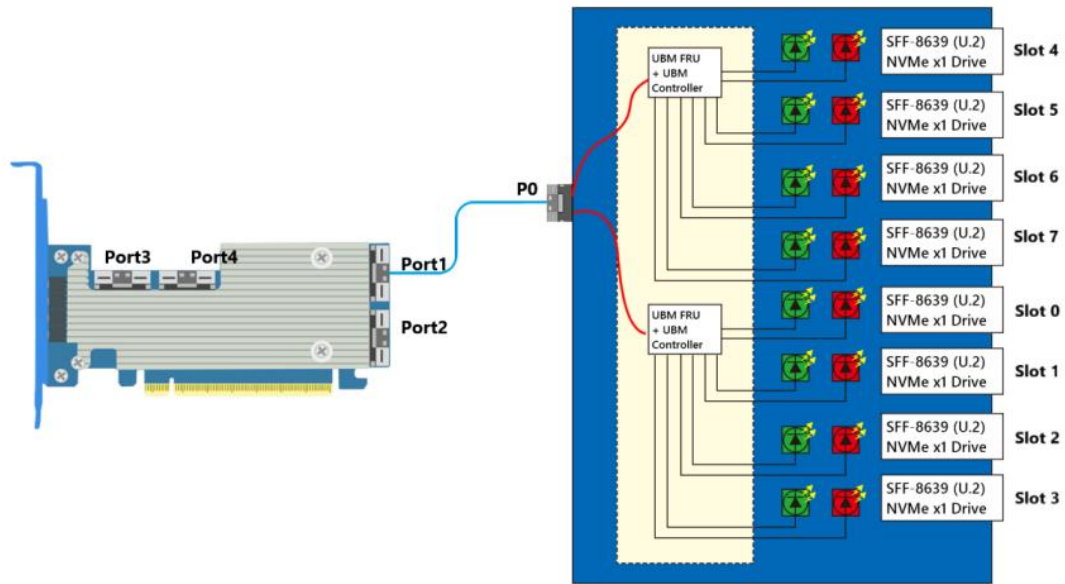 Port3
Port4
Port1
Port2
P0
UBM FRU
+ UBM
Controller
SFF-8639 (U.2)
NVMe x1 Drive
Slot 4
SFF-8639 (U.2)
NVMe x1 Drive
Slot 5
SFF-8639 (U.2)
NVMe x1 Drive
Slot 6
SFF-8639 (U.2)
NVMe x1 Drive
Slot 7
UBM FRU
+ UBM
Controller
SFF-8639 (U.2)
NVMe x1 Drive
Slot 0
SFF-8639 (U.2)
NVMe x1 Drive
Slot 1
SFF-8639 (U.2)
NVMe x1 Drive
Slot 2
SFF-8639 (U.2)
NVMe x1 Drive
Slot 3